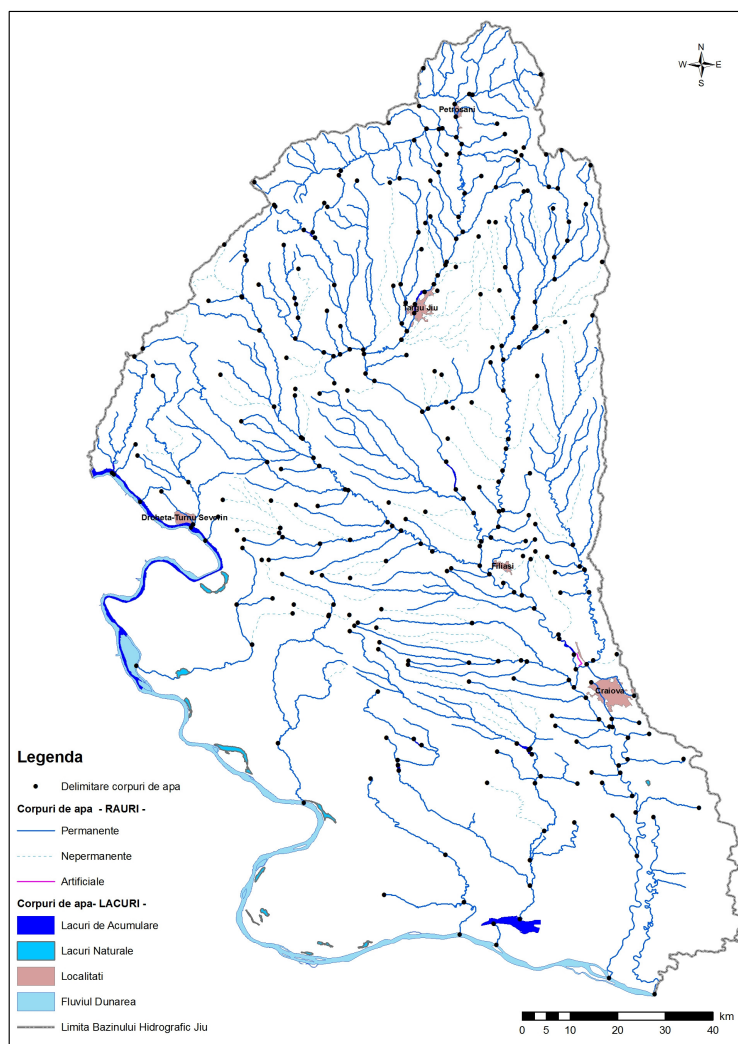 N
W E
S
Petrosani
Targu Jiu
Drobeta-Turnu Severin
Filiasi
Craiova
Legenda
Delimitare corpuri de apa
Corpuri de apa - RAURI -
Permanente
Nepermanente
Artificiale
Corpuri de apa- LACURI -
Lacuri de Acumulare
Lacuri Naturale
Localitati
Fluviul Dunarea
Limita Bazinului Hidrografic Jiu
km
0 5 10 20 30 40